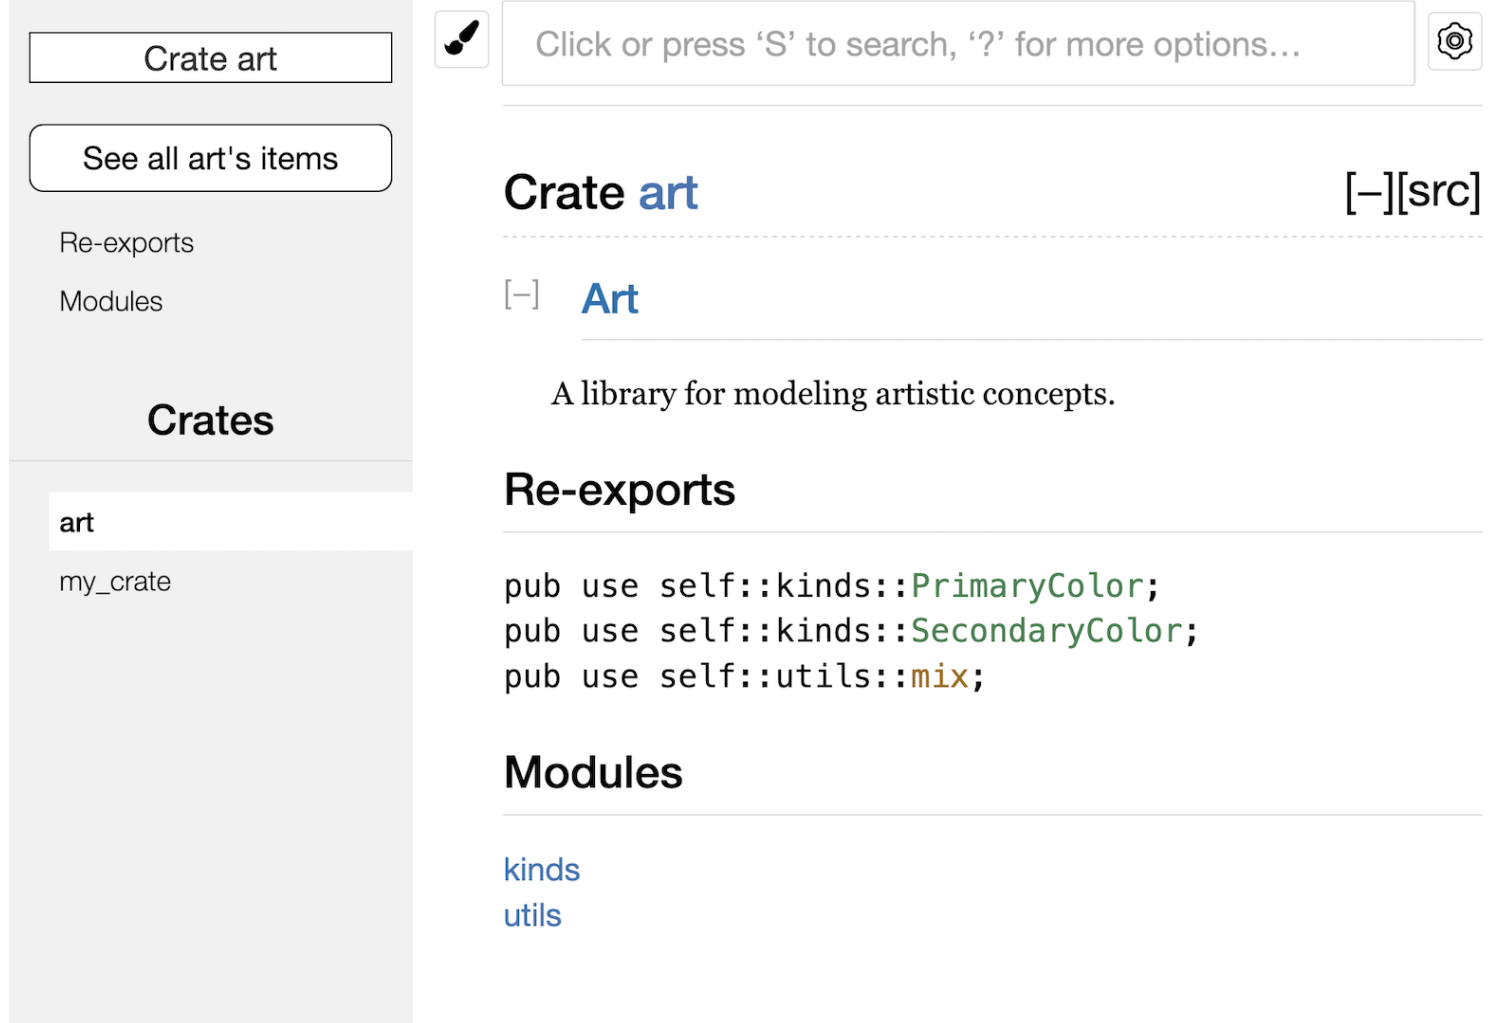 Crate art
See all art's items
Re-exports
Modules
Crates
art
my_crate
Click or press ‘S’ to search, ‘?’ for more options…
Crate art
[−][src]
[−]
Art
A library for modeling artistic concepts.
Re-exports
pub use self::kinds::PrimaryColor;
pub use self::kinds::SecondaryColor;
pub use self::utils::mix;
Modules
kinds
utils